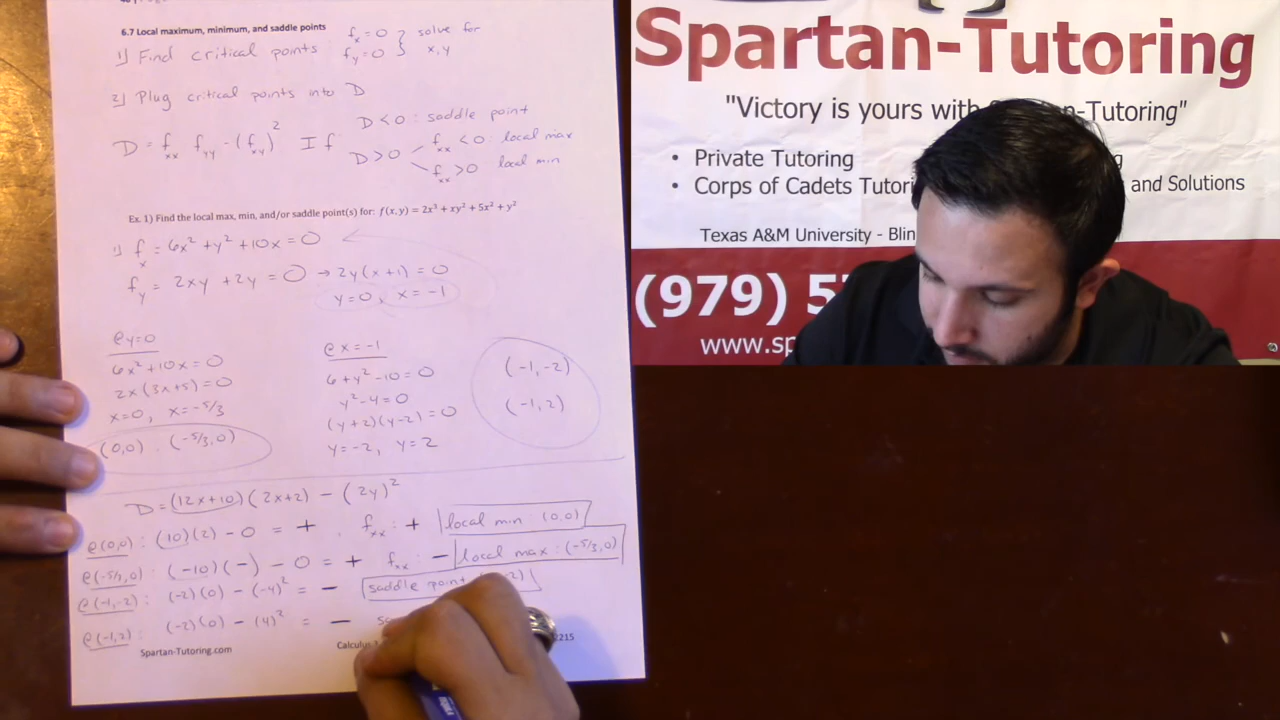 6.7 Local maximum, minimum, and saddle points
1) Find critical points : fx = 0 } solve for
fy = 0 } x, y
2) Plug critical points into D
D = fxx fyy - (fxy)² If D < 0 : saddle point
D > 0 fxx < 0 : local max
fxx > 0 local min
Ex. 1) Find the local max, min, and/or saddle point(s) for: f(x, y) = 2x³ + xy² + 5x² + y²
1) fx = 6x² + y² + 10x = 0
fy = 2xy + 2y = 0 → 2y(x+1) = 0
y=0, x=-1
@y=0
6x² + 10x = 0
2x(3x+5) = 0
x=0, x=-5/3
(0,0) , (-5/3, 0)
@ x=-1
6 + y² - 10 = 0
y² - 4 = 0
(y+2)(y-2) = 0
y=-2, y=2
(-1,-2)
(-1,2)
D = (12x+10)(2x+2) - (2y)²
@(0,0) : (10)(2) - 0 = + , fxx : + local min : (0,0)
@(-5/3,0) : (-10)(-) - 0 = + fxx : - local max : (-5/3,0)
@(-1,-2) : (-2)(0) - (-4)² = - saddle point
@(-1,2) : (-2)(0) - (4)² = -
Spartan-Tutoring.com
2215
Spartan-Tutoring
"Victory is yours with -Tutoring"
• Private Tutoring
• Corps of Cadets and Solutions
Texas A&M University -
(979)